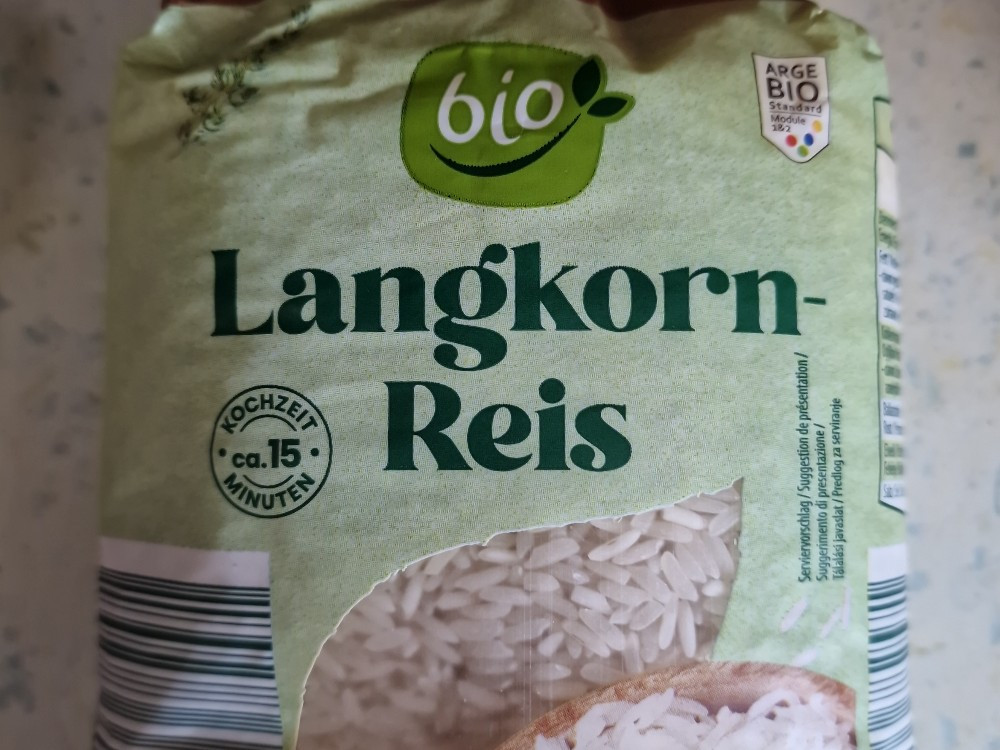 bio
ARGE
BIO
Standard
Module
1&2
Langkorn-
Reis
KOCHZEIT
ca.15
MINUTEN
Serviervorschlag / Suggestion de présentation /
Suggerimento di presentazione /
Tálalási javaslat / Predlog za serviranje